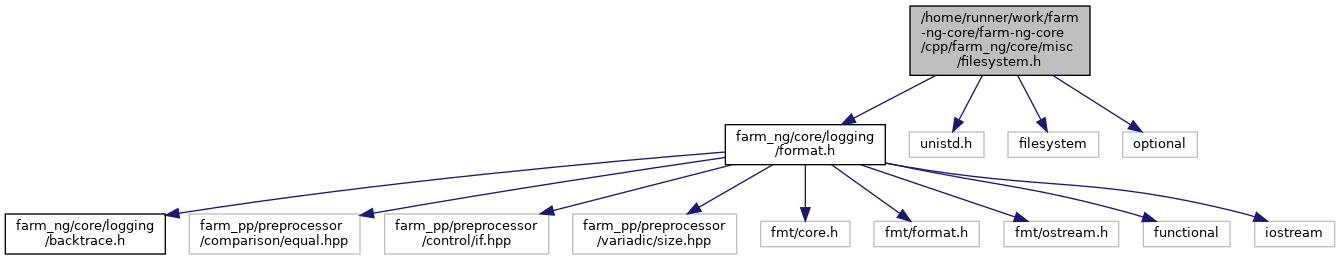 /home/runner/work/farm
-ng-core/farm-ng-core
/cpp/farm_ng/core/misc
/filesystem.h
farm_ng/core/logging
/format.h
unistd.h
filesystem
optional
farm_ng/core/logging
/backtrace.h
farm_pp/preprocessor
/comparison/equal.hpp
farm_pp/preprocessor
/control/if.hpp
farm_pp/preprocessor
/variadic/size.hpp
fmt/core.h
fmt/format.h
fmt/ostream.h
functional
iostream